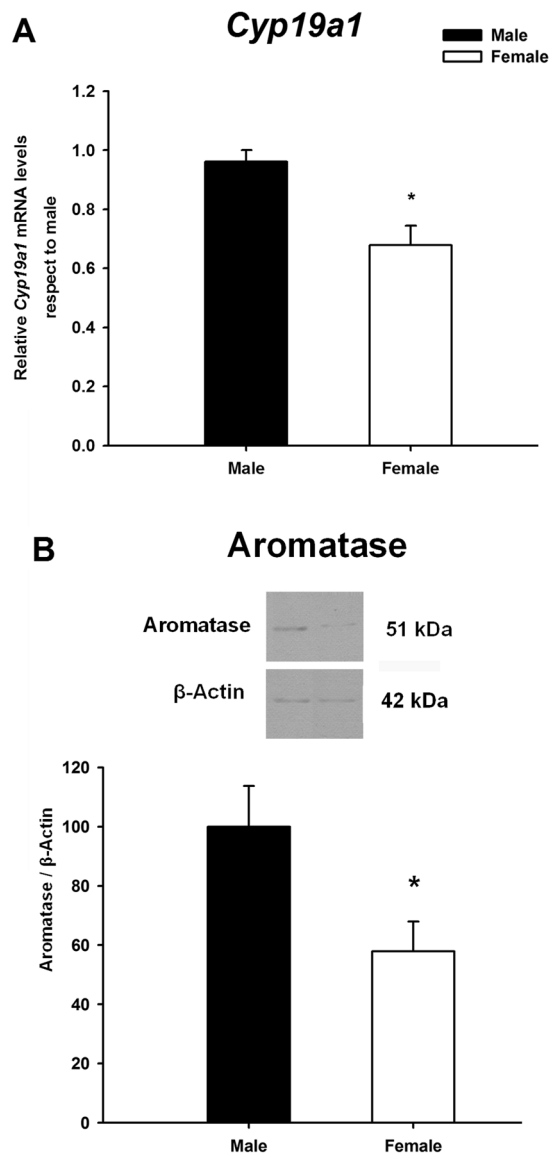 A
Cyp19a1
Male
Female
Relative Cyp19a1 mRNA levels
respect to male
1.2
1.0
0.8
0.6
0.4
0.2
0.0
*
Male
Female
B
Aromatase
Aromatase
51 kDa
β-Actin
42 kDa
Aromatase / β-Actin
120
100
80
60
40
20
0
*
Male
Female